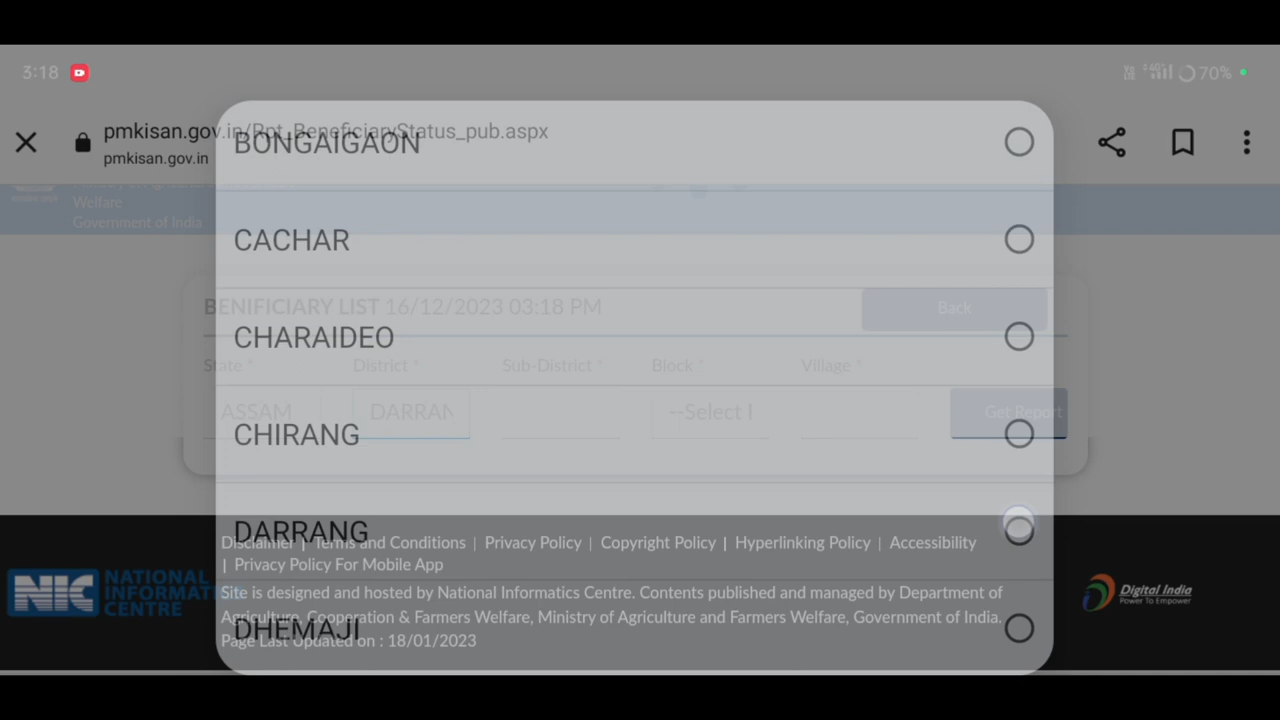 3:18
70%
pmkisan.gov.in/Rpt_BeneficiaryStatus_pub.aspx
pmkisan.gov.in
BONGAIGAON
Welfare
Government of India
CACHAR
BENIFICIARY LIST 16/12/2023 03:18 PM
Back
CHARAIDEO
State * District * Sub-District * Block * Village *
ASSAM DARRAN --Select Get Report
CHIRANG
DARRANG
Disclaimer | Terms and Conditions | Privacy Policy | Copyright Policy | Hyperlinking Policy | Accessibility
| Privacy Policy For Mobile App
NIC NATIONAL INFORMATICS CENTRE
Site is designed and hosted by National Informatics Centre. Contents published and managed by Department of
Agriculture, Cooperation & Farmers Welfare, Ministry of Agriculture and Farmers Welfare, Government of India.
DHEMAJI
Page Last Updated on : 18/01/2023
Digital India
Power To Empower